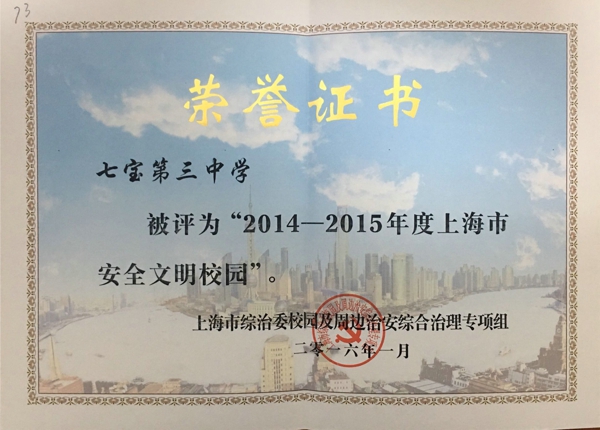 73
荣誉证书
七宝第三中学
被评为“2014—2015年度上海市
安全文明校园”。
上海市综治委校园及周边治安综合治理专项组
二零一六年一月